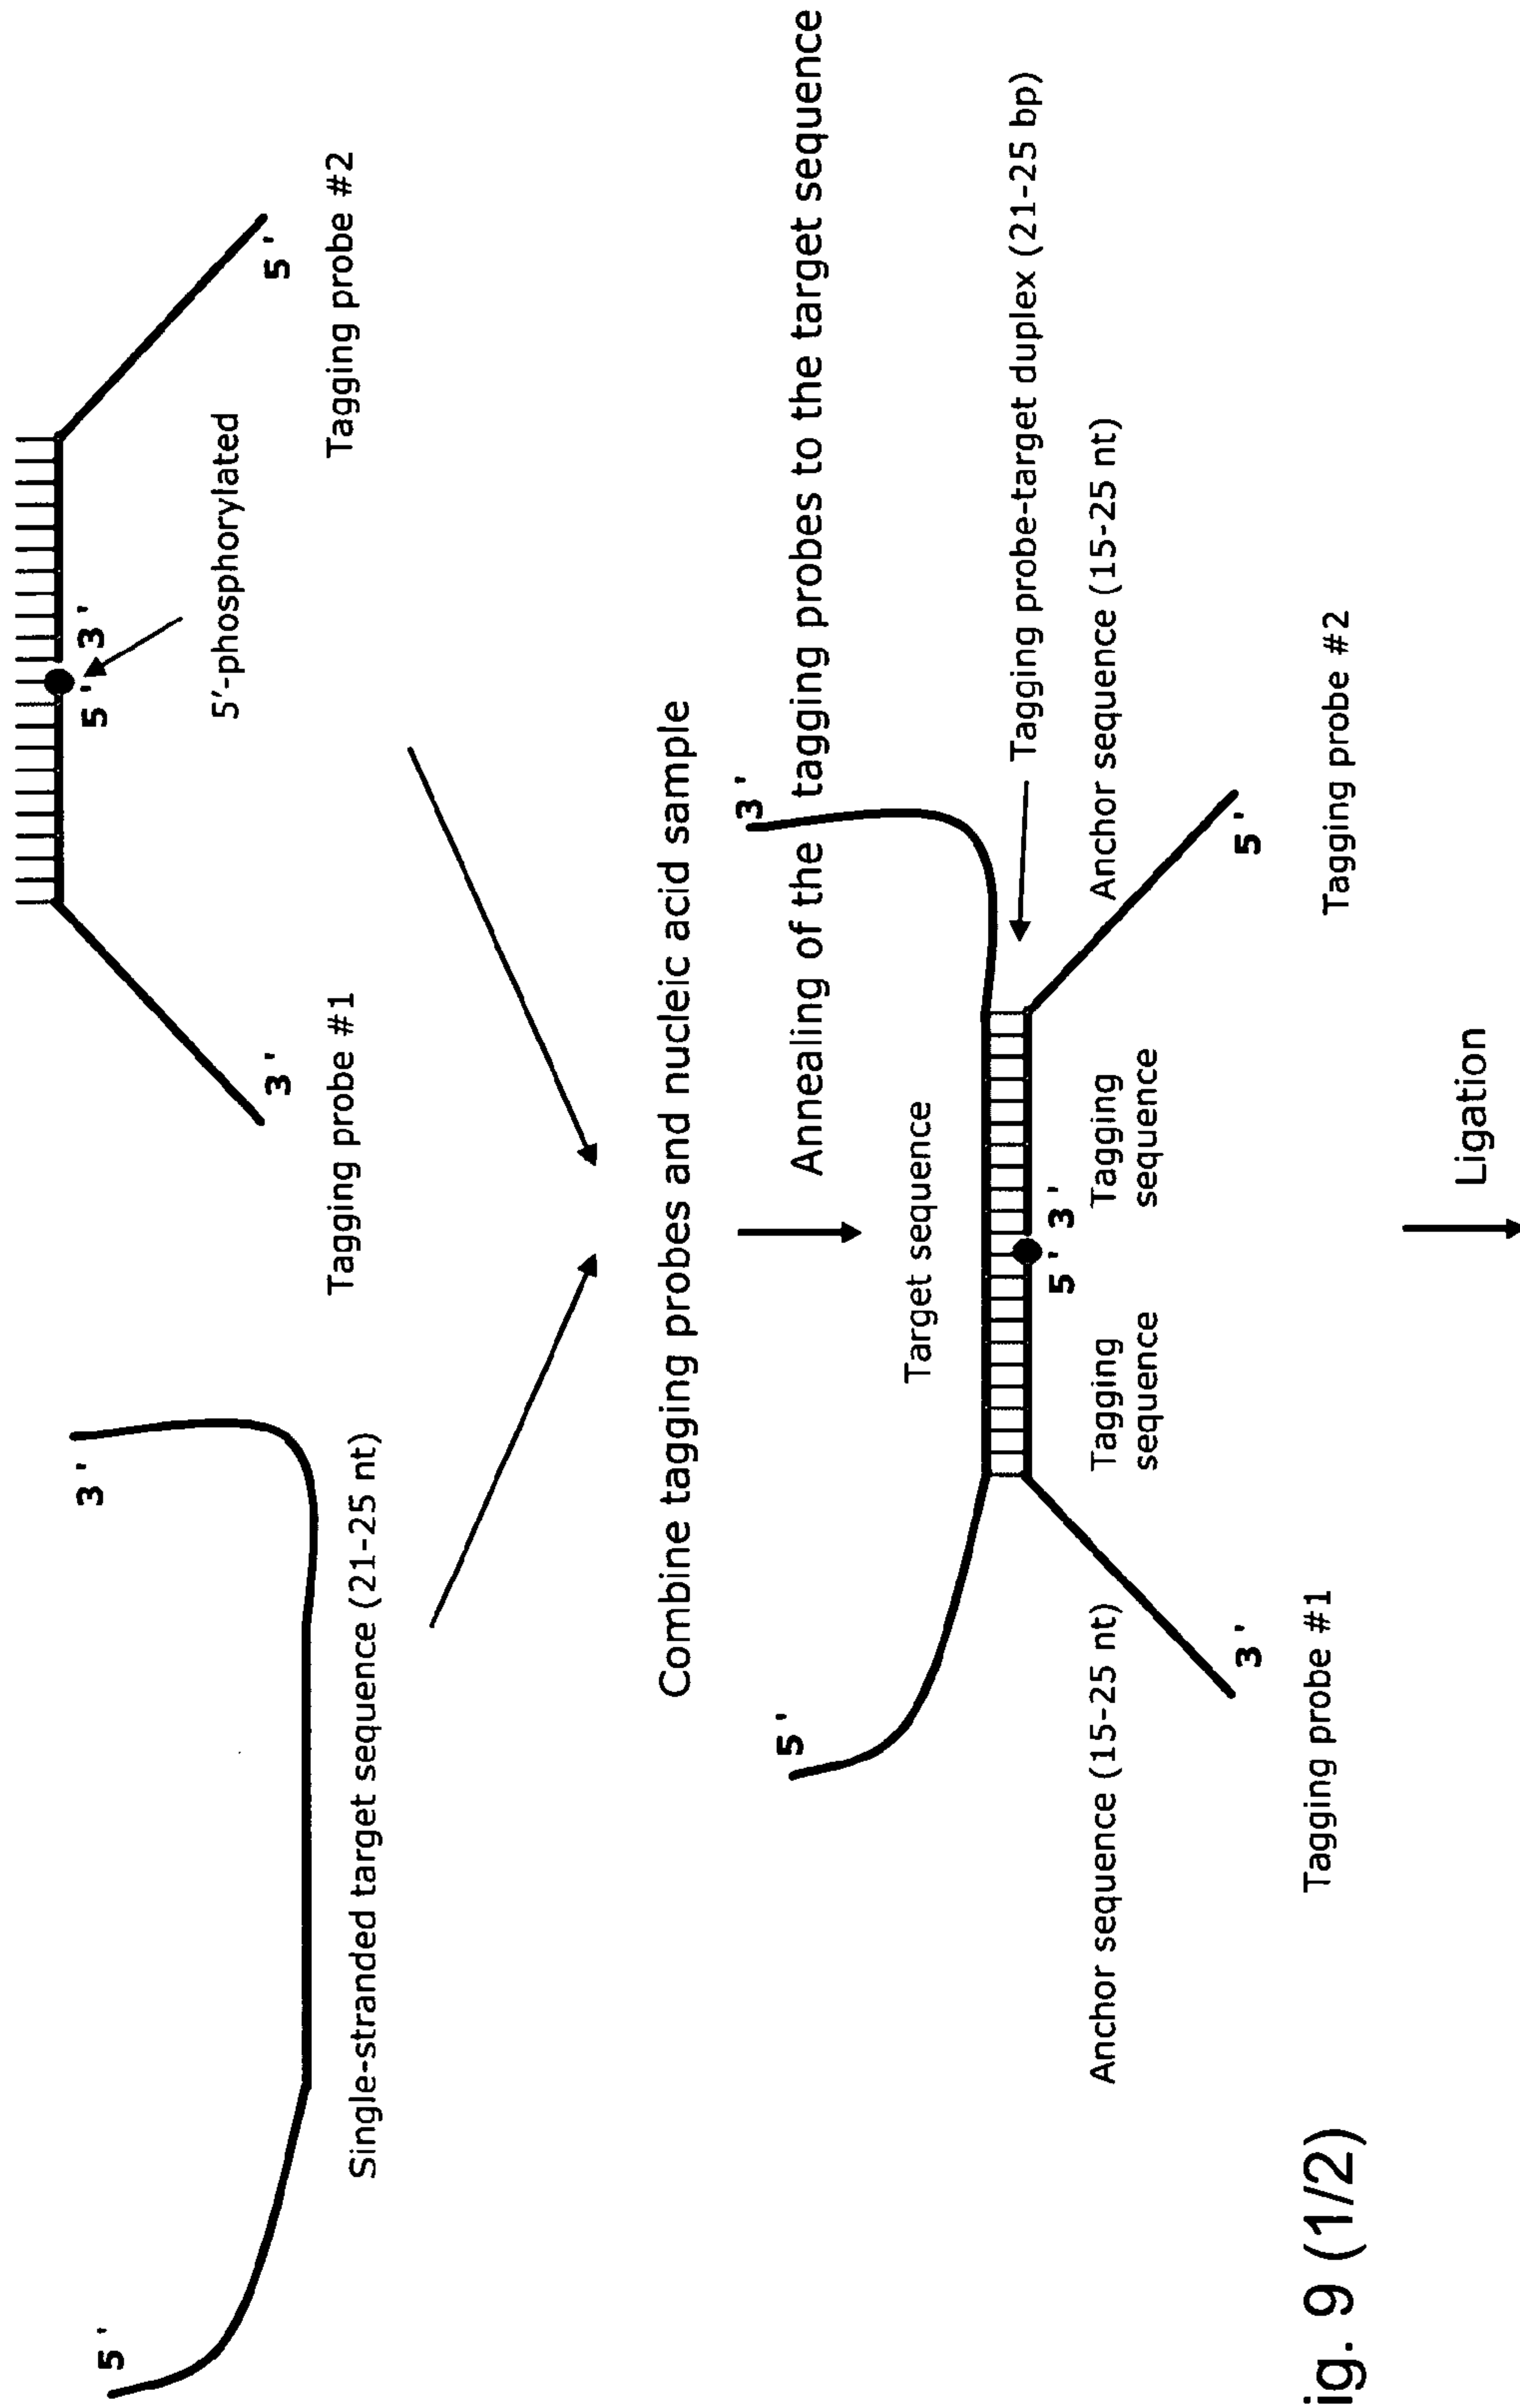 5'
3'
Single-stranded target sequence (21-25 nt)
5' 3'
5'-phosphorylated
3'
5'
Tagging probe #1
Tagging probe #2
Combine tagging probes and nucleic acid sample
Annealing of the tagging probes to the target sequence
5'
3'
Target sequence
Tagging probe-target duplex (21-25 bp)
5' 3'
Anchor sequence (15-25 nt)
Tagging
sequence
Tagging
sequence
Anchor sequence (15-25 nt)
3'
5'
Tagging probe #1
Tagging probe #2
Ligation
ig. 9 (1/2)